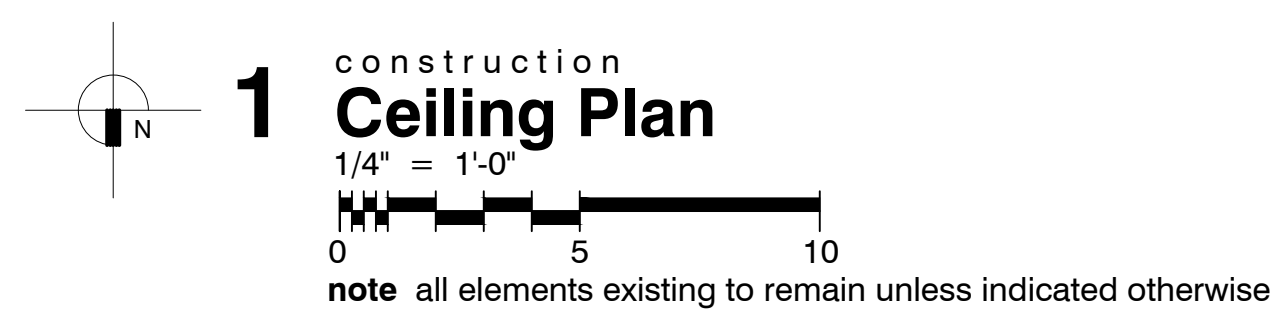 N
1
construction
Ceiling Plan
1/4" = 1'-0"
0 5 10
note all elements existing to remain unless indicated otherwise